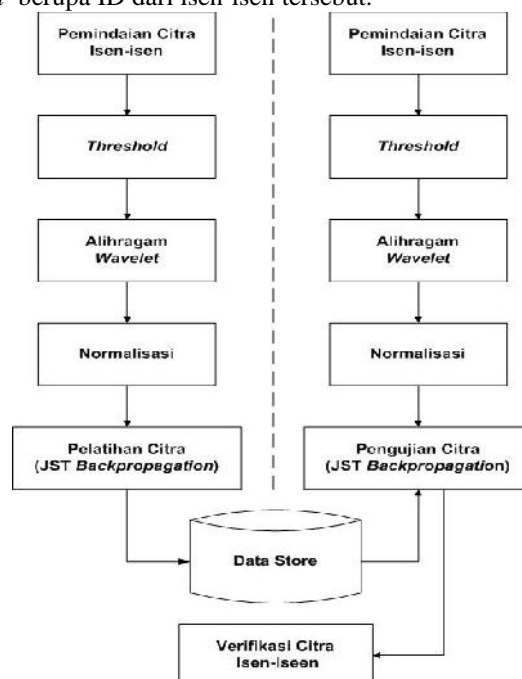 berupa ID dari isen-isen tersebut.
Pemindaian Citra
Isen-isen
Threshold
Alihragam
Wavelet
Normalisasi
Pelatihan Citra
(JST Backpropagation)
Pemindaian Citra
Isen-isen
Threshold
Alihragam
Wavelet
Normalisasi
Pengujian Citra
(JST Backpropagation)
Data Store
Verifikasi Citra
Isen-iseen